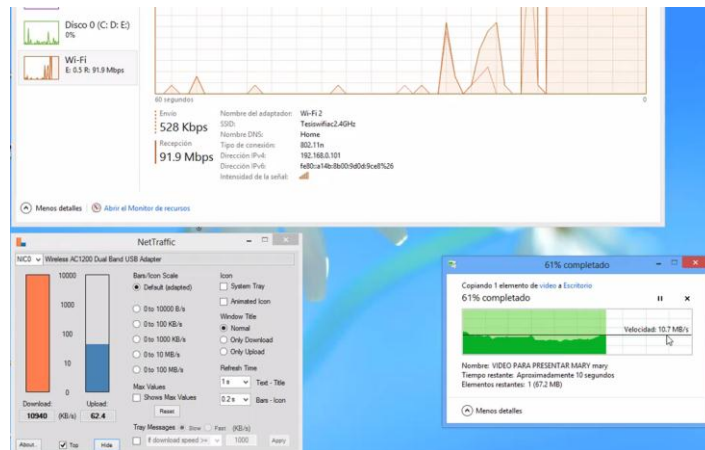 Disco 0 (C: D: E:)
0%
Wi-Fi
E: 0.5 R: 91.9 Mbps
60 segundos
0
Envío
528 Kbps
Recepción
91.9 Mbps
Nombre del adaptador: Wi-Fi 2
SSID: Tesiswifiac2.4GHz
Nombre DNS: Home
Tipo de conexión: 802.11n
Dirección IPv4: 192.168.0.101
Dirección IPv6: fe80::a14b:8b00:9d0d:9ce8%26
Intensidad de la señal:
Menos detalles
Abrir el Monitor de recursos
NetTraffic
NIC0 Wireless AC1200 Dual Band USB Adapter
10000
1000
100
10
0
Download: Upload:
10940 (KB/s) 62.4
About.. Top Hide
Bars/Icon Scale
Default (adapted)
0 to 10000 B/s
0 to 100 KB/s
0 to 1000 KB/s
0 to 10 MB/s
0 to 100 MB/s
Max Values
Shows Max Values
Reset
Icon
System Tray
Animated Icon
Window Title
Normal
Only Download
Only Upload
Refresh Time
1 s Text - Title
0.2 s Bars - Icon
Tray Messages Slow Fast (KB/s)
if download speed >= 1000 Apply
61% completado
Copiando 1 elemento de video a Escritorio
61% completado
Velocidad: 10.7 MB/s
Nombre: VIDEO PARA PRESENTAR MARY mary
Tiempo restante: Aproximadamente 10 segundos
Elementos restantes: 1 (67.2 MB)
Menos detalles